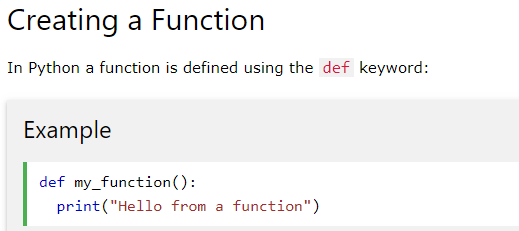 Creating a Function
In Python a function is defined using the def keyword:
Example
def my_function():
  print("Hello from a function")